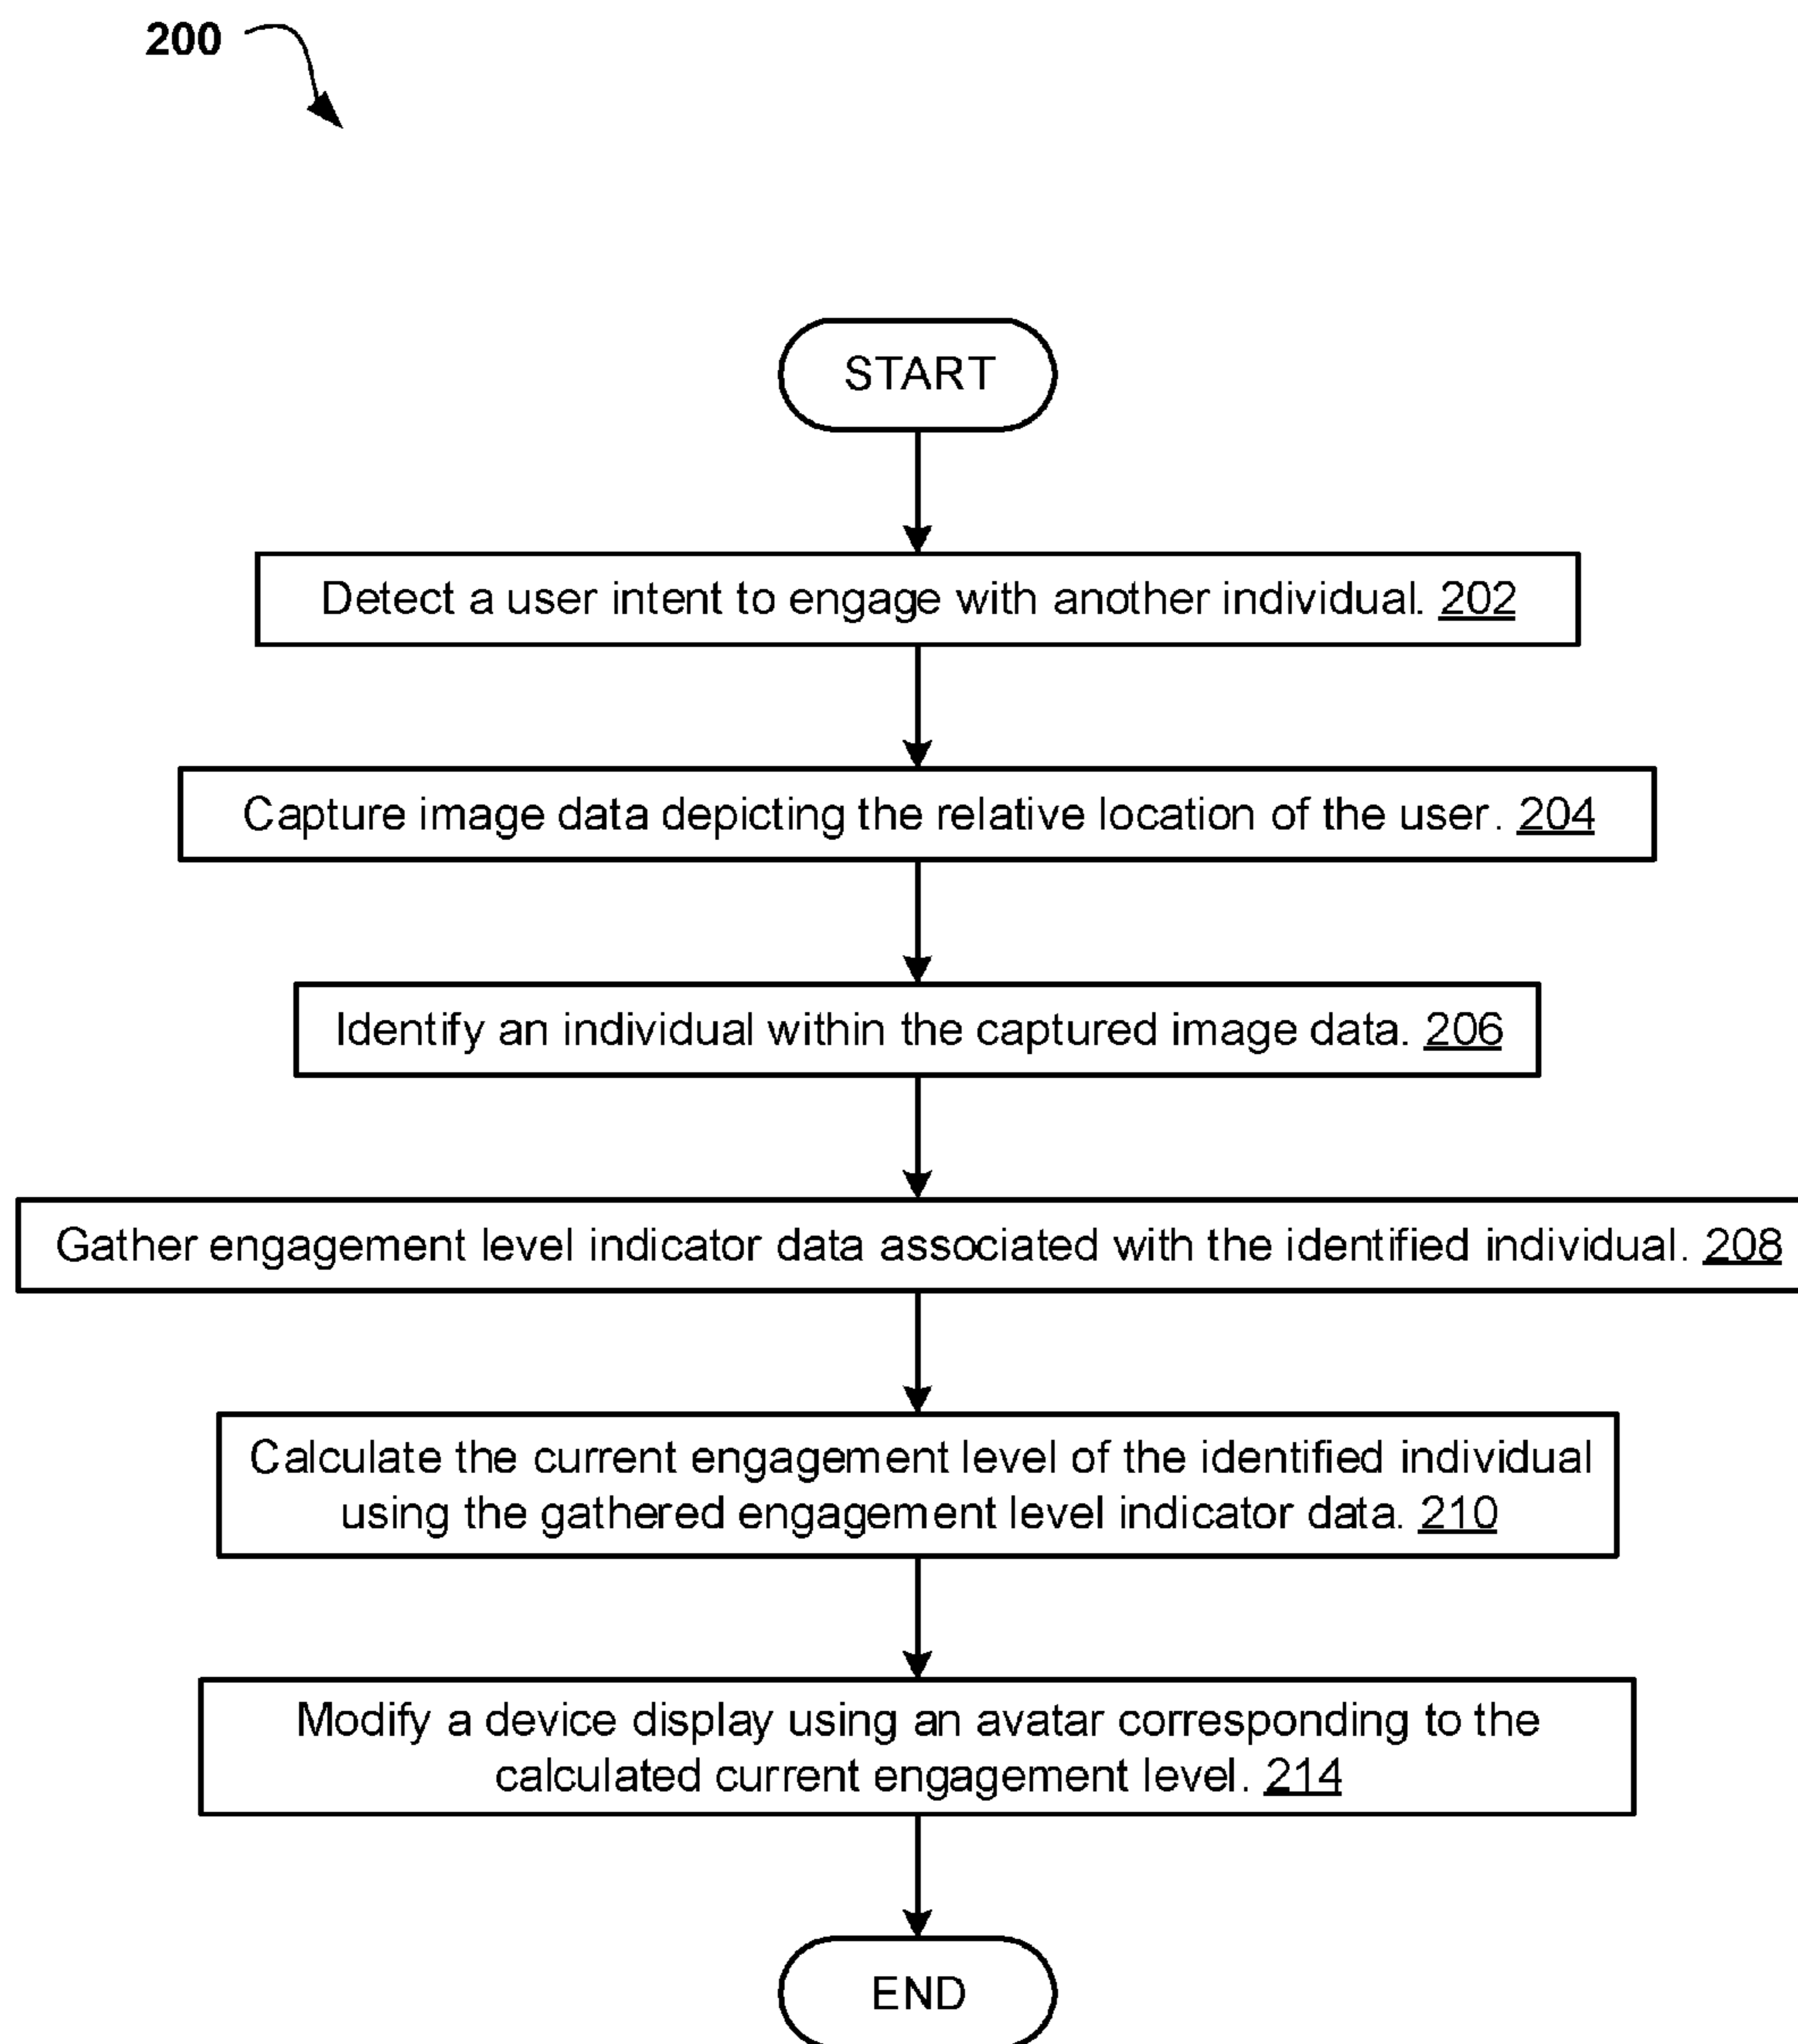 200
START
Detect a user intent to engage with another individual. 202
Capture image data depicting the relative location of the user. 204
Identify an individual within the captured image data. 206
Gather engagement level indicator data associated with the identified individual. 208
Calculate the current engagement level of the identified individual
using the gathered engagement level indicator data. 210
Modify a device display using an avatar corresponding to the
calculated current engagement level. 214
END